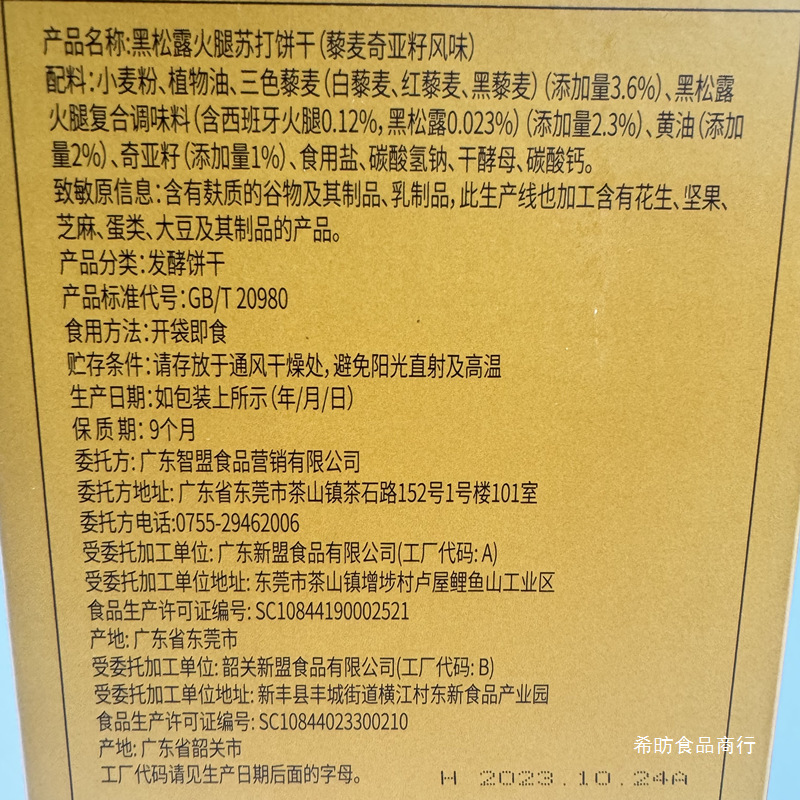 产品名称:黑松露火腿苏打饼干(藜麦奇亚籽风味)
配料:小麦粉、植物油、三色藜麦(白藜麦、红藜麦、黑藜麦)(添加量3.6%)、黑松露
火腿复合调味料(含西班牙火腿0.12%,黑松露0.023%)(添加量2.3%)、黄油(添加
量2%)、奇亚籽(添加量1%)、食用盐、碳酸氢钠、干酵母、碳酸钙。
致敏原信息:含有麸质的谷物及其制品、乳制品,此生产线也加工含有花生、坚果、
芝麻、蛋类、大豆及其制品的产品。
产品分类:发酵饼干
产品标准代号:GB/T 20980
食用方法:开袋即食
贮存条件:请存放于通风干燥处,避免阳光直射及高温
生产日期:如包装上所示(年/月/日)
保质期:9个月
委托方:广东智盟食品营销有限公司
委托方地址:广东省东莞市茶山镇茶石路152号1号楼101室
委托方电话:0755-29462006
受委托加工单位:广东新盟食品有限公司(工厂代码:A)
受委托加工单位地址:东莞市茶山镇增埗村卢屋鲤鱼山工业区
食品生产许可证编号:SC10844190002521
产地:广东省东莞市
受委托加工单位:韶关新盟食品有限公司(工厂代码:B)
受委托加工单位地址:新丰县丰城街道横江村东新食品产业园
食品生产许可证编号:SC10844023300210
产地:广东省韶关市
工厂代码请见生产日期后面的字母。
H 2023.10.24A
希昉食品商行